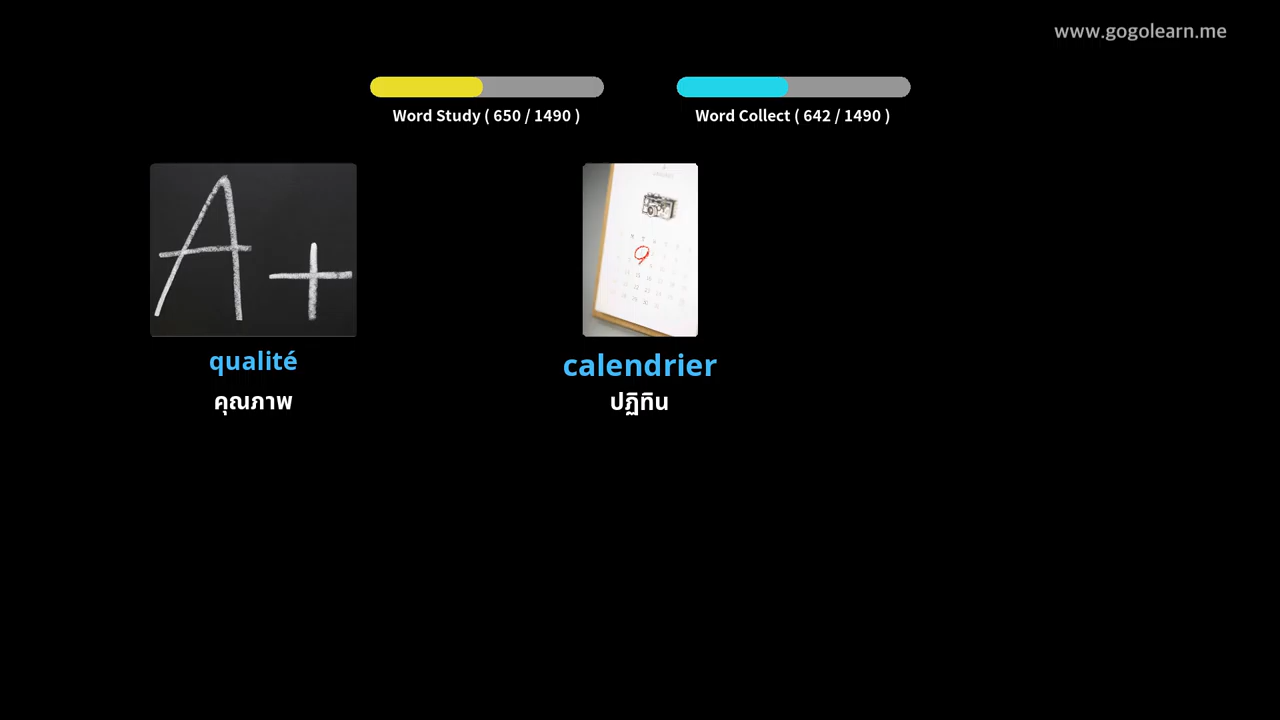 www.gogolearn.me
Word Study ( 650 / 1490 )
Word Collect ( 642 / 1490 )
A+
qualité
คุณภาพ
9
calendrier
ปฏิทิน